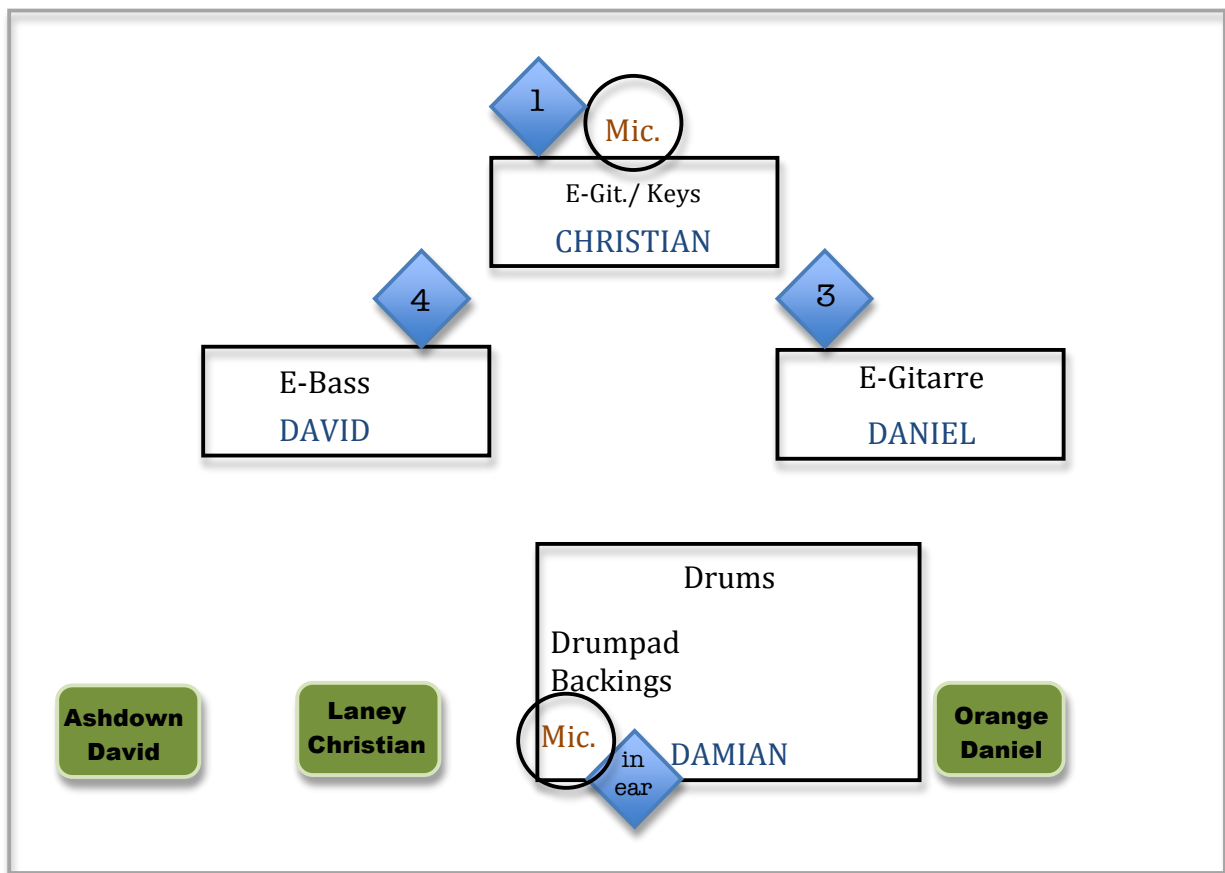 1
Mic.
E-Git./ Keys
CHRISTIAN
4
3
E-Bass
DAVID
E-Gitarre
DANIEL
Drums
Drumpad
Backings
Mic.
in
ear
DAMIAN
Ashdown
David
Laney
Christian
Orange
Daniel